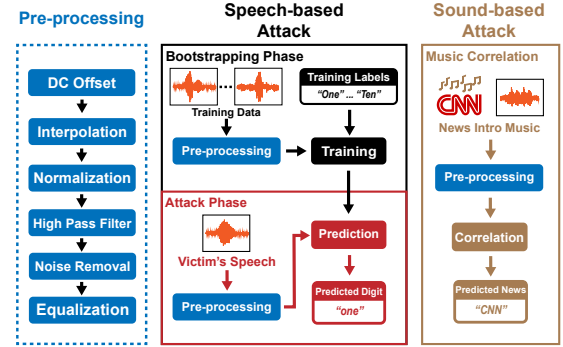 Pre-processing
DC Offset
Interpolation
Normalization
High Pass Filter
Noise Removal
Equalization
Speech-based
Attack
Bootstrapping Phase
Training Data
Training Labels
"One" ... "Ten"
Pre-processing
Training
Attack Phase
Victim's Speech
Pre-processing
Prediction
Predicted Digit
"one"
Sound-based
Attack
Music Correlation
CNN
News Intro Music
Pre-processing
Correlation
Predicted News
"CNN"